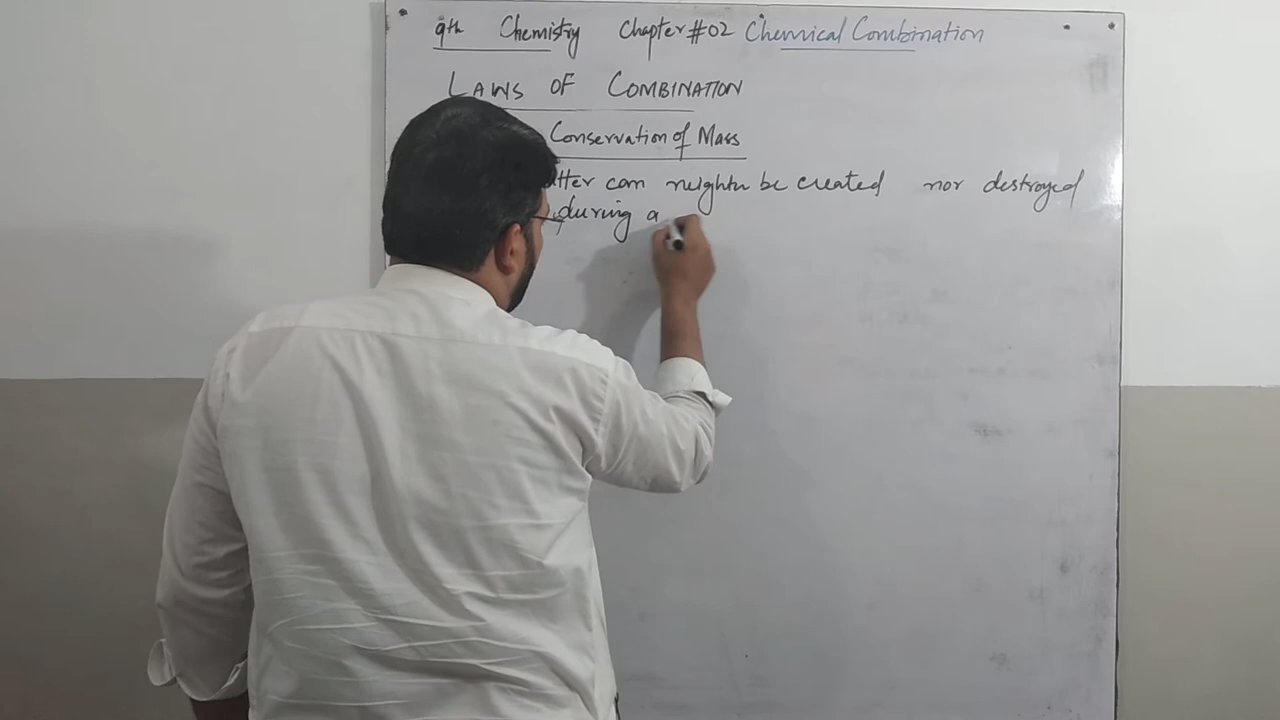 9th Chemistry Chapter#02 Chemical Combination
LAWS OF COMBINATION
Conservation of Mass
atter can neighter be created nor destroyed
during a